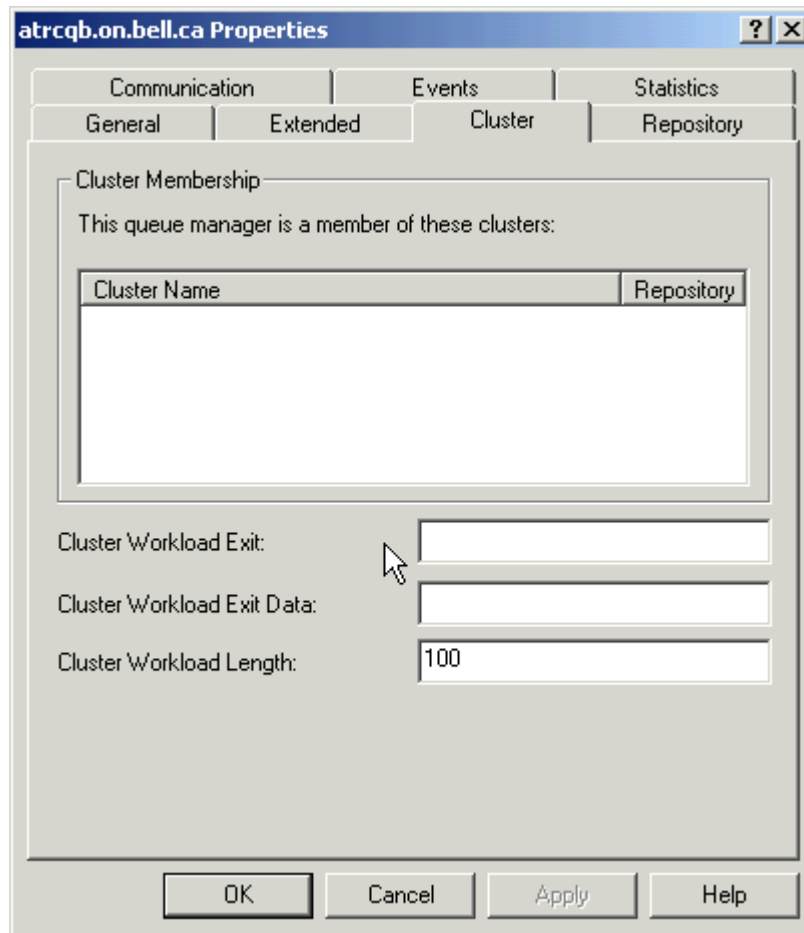 atrcqb.on.bell.ca Properties
Communication Events Statistics
General Extended Cluster Repository
Cluster Membership
This queue manager is a member of these clusters:
Cluster Name Repository
Cluster Workload Exit:
Cluster Workload Exit Data:
Cluster Workload Length: 100
OK Cancel Apply Help